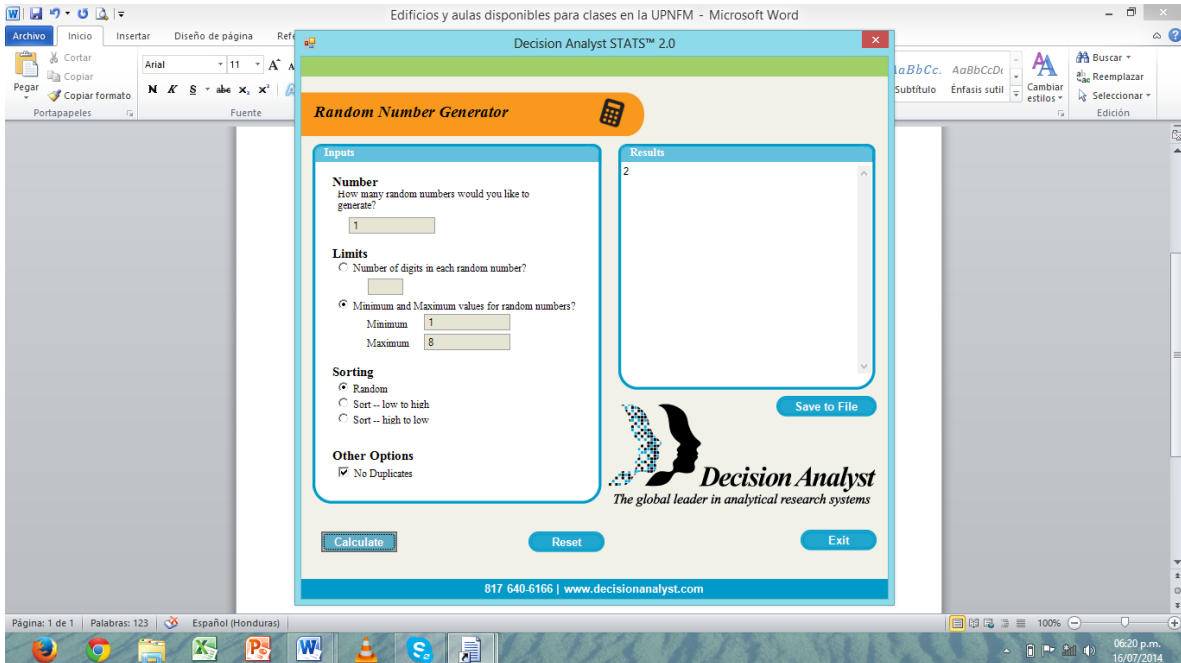 Edificios y aulas disponibles para clases en la UPNFM - Microsoft Word
Archivo Inicio Insertar Diseño de página
Cortar
Copiar
Copiar formato
Pegar
Portapapeles
Arial 11
N K S abe x₂ x²
Fuente
AaBbCcDc
Subtítulo Énfasis sutil
Cambiar estilos
Buscar
Reemplazar
Seleccionar
Edición
Decision Analyst STATS™ 2.0
Random Number Generator
Inputs
Number
How many random numbers would you like to
generate?
1
Limits
Number of digits in each random number?
Minimum and Maximum values for random numbers?
Minimum 1
Maximum 8
Sorting
Random
Sort -- low to high
Sort -- high to low
Other Options
No Duplicates
Results
2
Save to File
Decision Analyst
The global leader in analytical research systems
Calculate Reset Exit
817 640-6166 | www.decisionanalyst.com
Página: 1 de 1 Palabras: 123 Español (Honduras) 100%
06:20 p.m.
16/07/2014